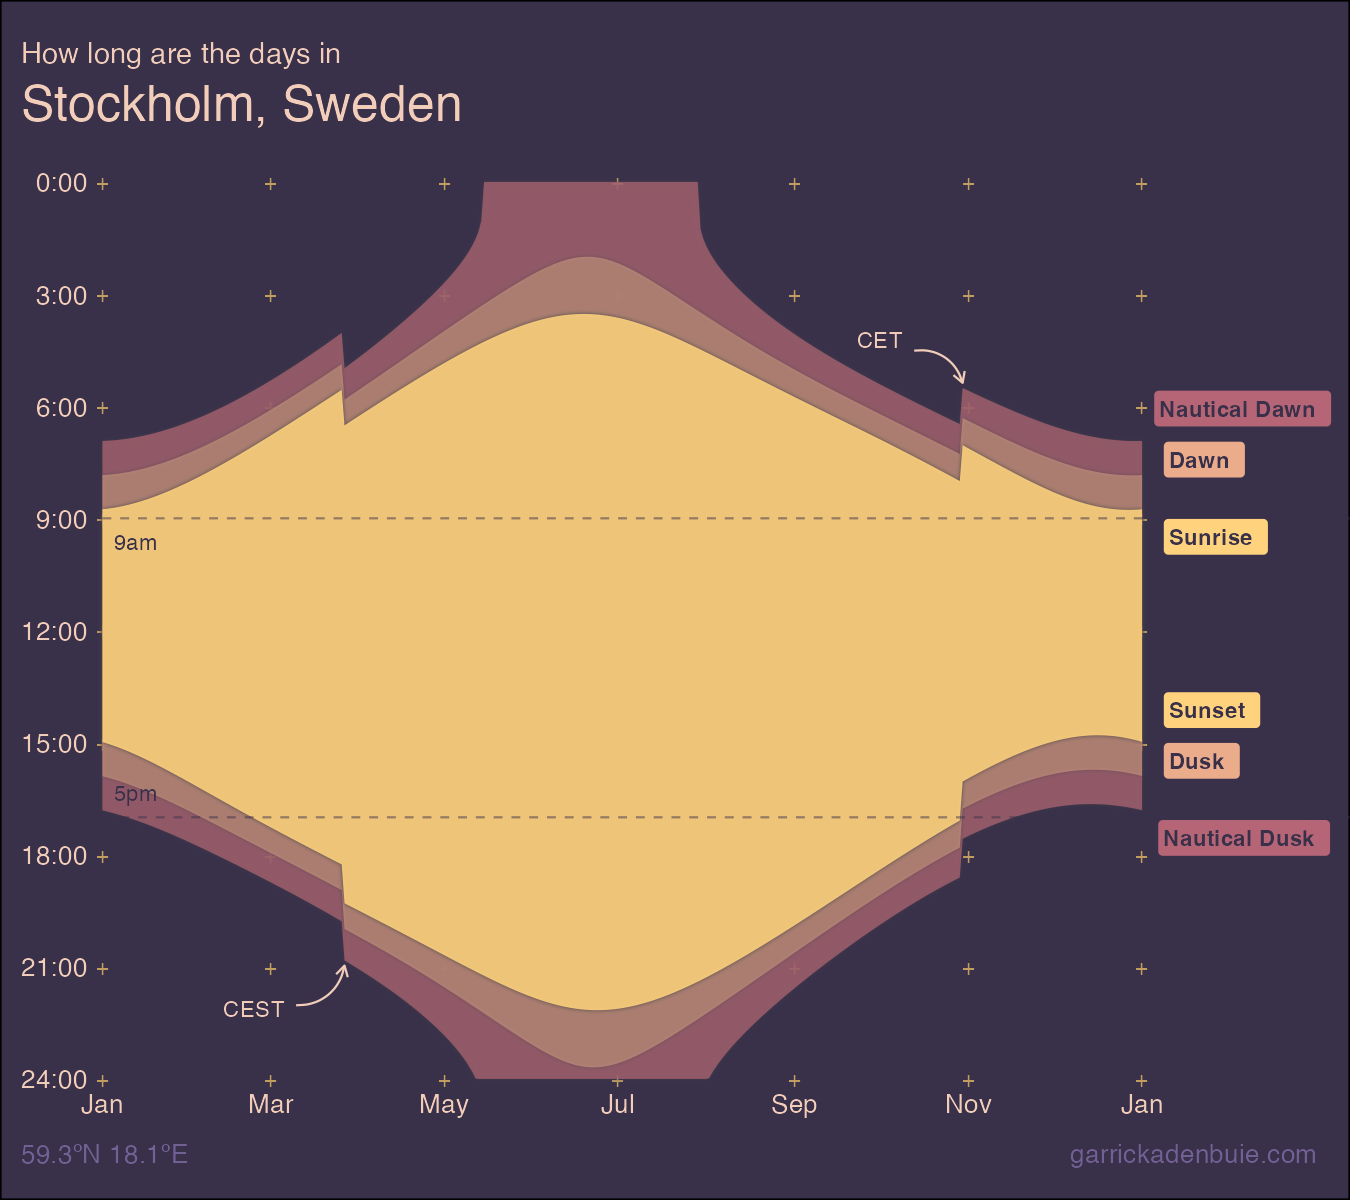 How long are the days in
Stockholm, Sweden
0:00
3:00
CET
6:00
Nautical Dawn
Dawn
9:00
Sunrise
9am
12:00
Sunset
15:00
Dusk
5pm
Nautical Dusk
18:00
21:00
CEST
24:00
Jan Mar May Jul Sep Nov Jan
59.3°N 18.1°E
garrickadenbuie.com